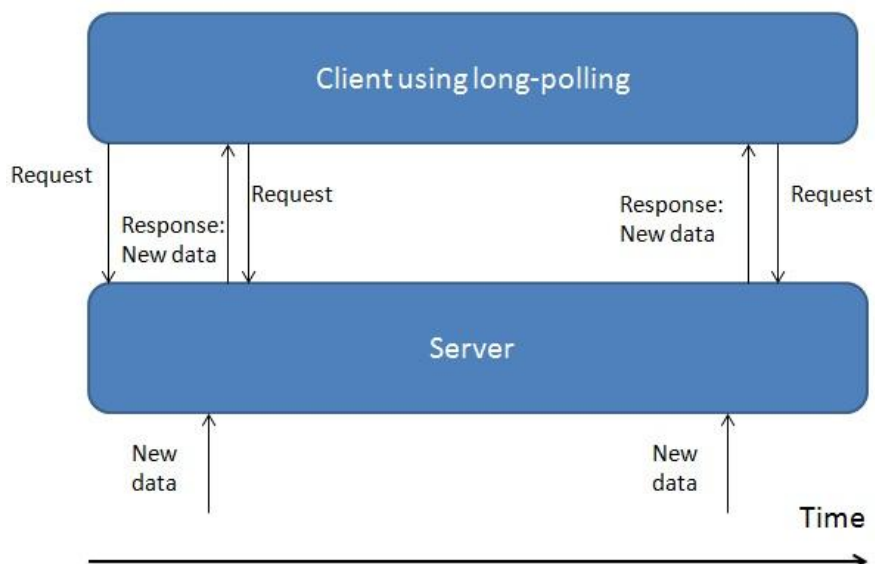 Client using long-polling
Request
Response:
New data
Request
Response:
New data
Request
Server
New
data
New
data
Time